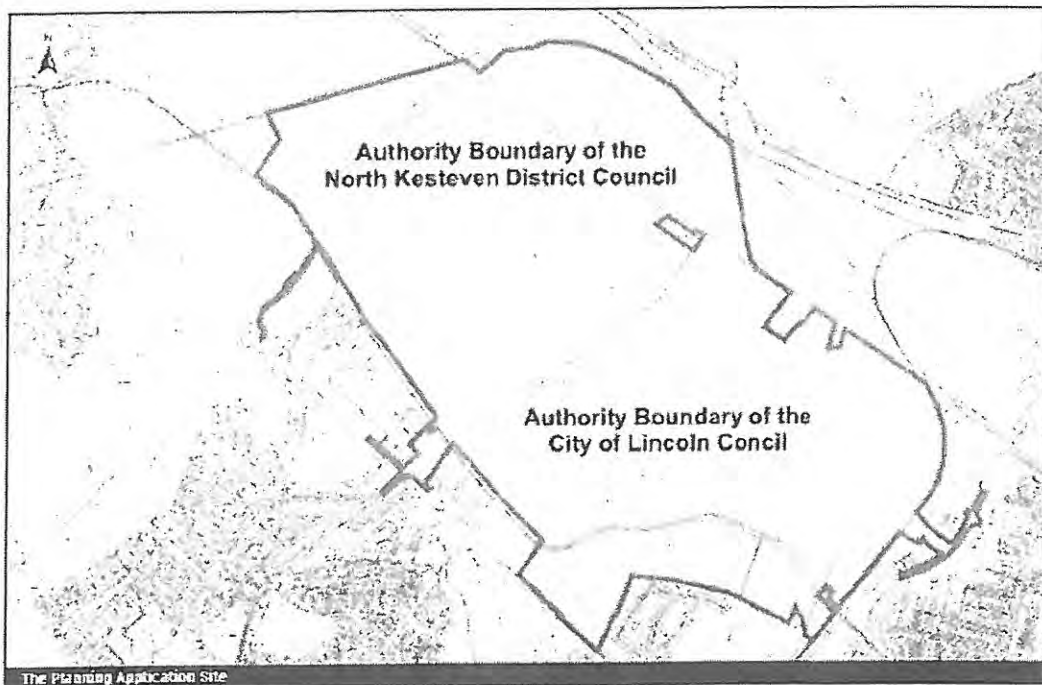 N
Authority Boundary of the
North Kesteven District Council
Authority Boundary of the
City of Lincoln Concil
The Planning Application Site